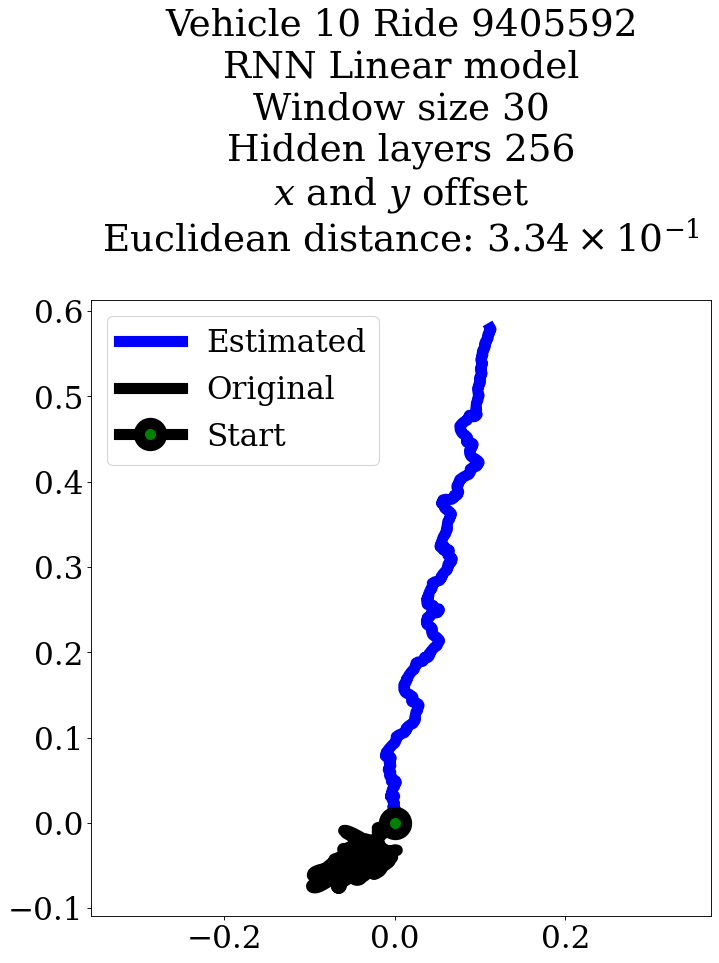 Vehicle 10 Ride 9405592
RNN Linear model
Window size 30
Hidden layers 256
x and y offset
Euclidean distance: 3.34 × 10⁻¹
Estimated
Original
Start
0.6
0.5
0.4
0.3
0.2
0.1
0.0
−0.1
−0.2 0.0 0.2